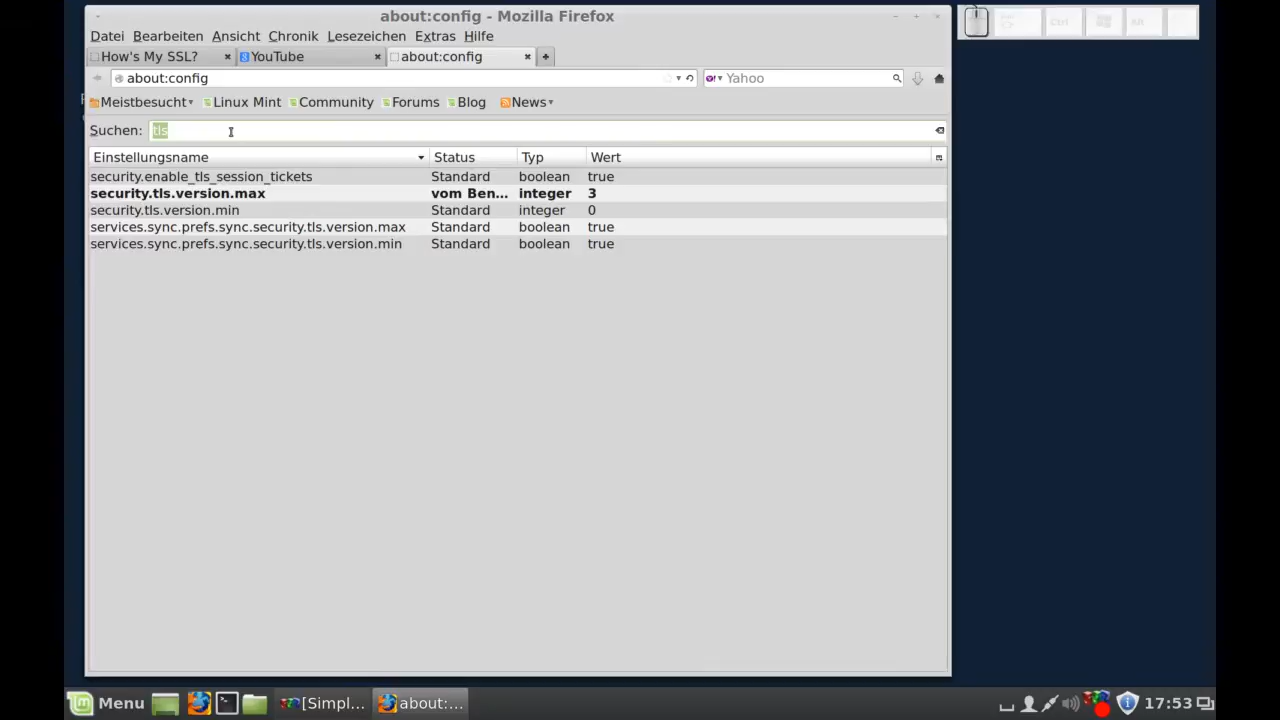 about:config - Mozilla Firefox
Datei Bearbeiten Ansicht Chronik Lesezeichen Extras Hilfe
How's My SSL? YouTube about:config
about:config Yahoo
Meistbesucht Linux Mint Community Forums Blog News
Suchen: tls
Einstellungsname Status Typ Wert
security.enable_tls_session_tickets Standard boolean true
security.tls.version.max vom Ben... integer 3
security.tls.version.min Standard integer 0
services.sync.prefs.sync.security.tls.version.max Standard boolean true
services.sync.prefs.sync.security.tls.version.min Standard boolean true
Ctrl Alt
Menu [Simpl... about:... 17:53